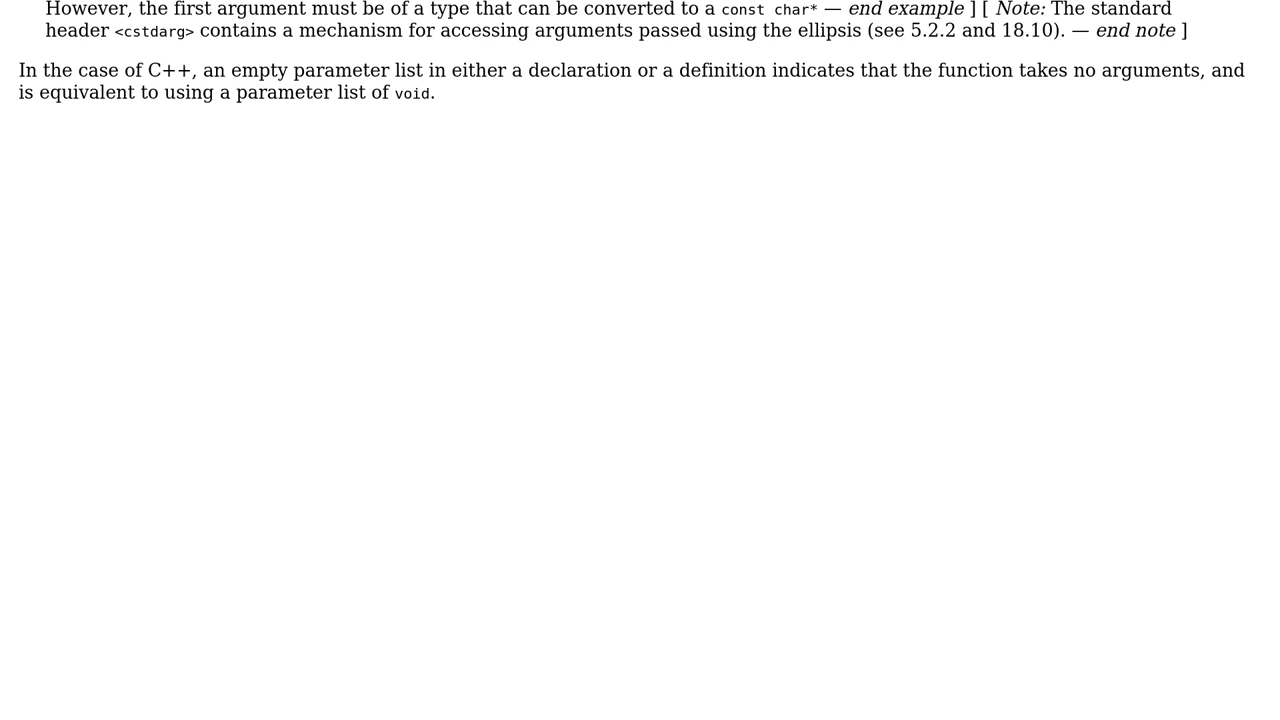 However, the first argument must be of a type that can be converted to a const char* — end example ] [ Note: The standard
header <cstdarg> contains a mechanism for accessing arguments passed using the ellipsis (see 5.2.2 and 18.10). — end note ]
In the case of C++, an empty parameter list in either a declaration or a definition indicates that the function takes no arguments, and
is equivalent to using a parameter list of void.